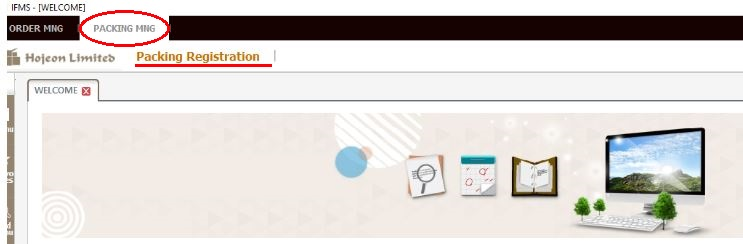 IFMS - [WELCOME]
ORDER MNG PACKING MNG
Hojeon Limited Packing Registration
WELCOME